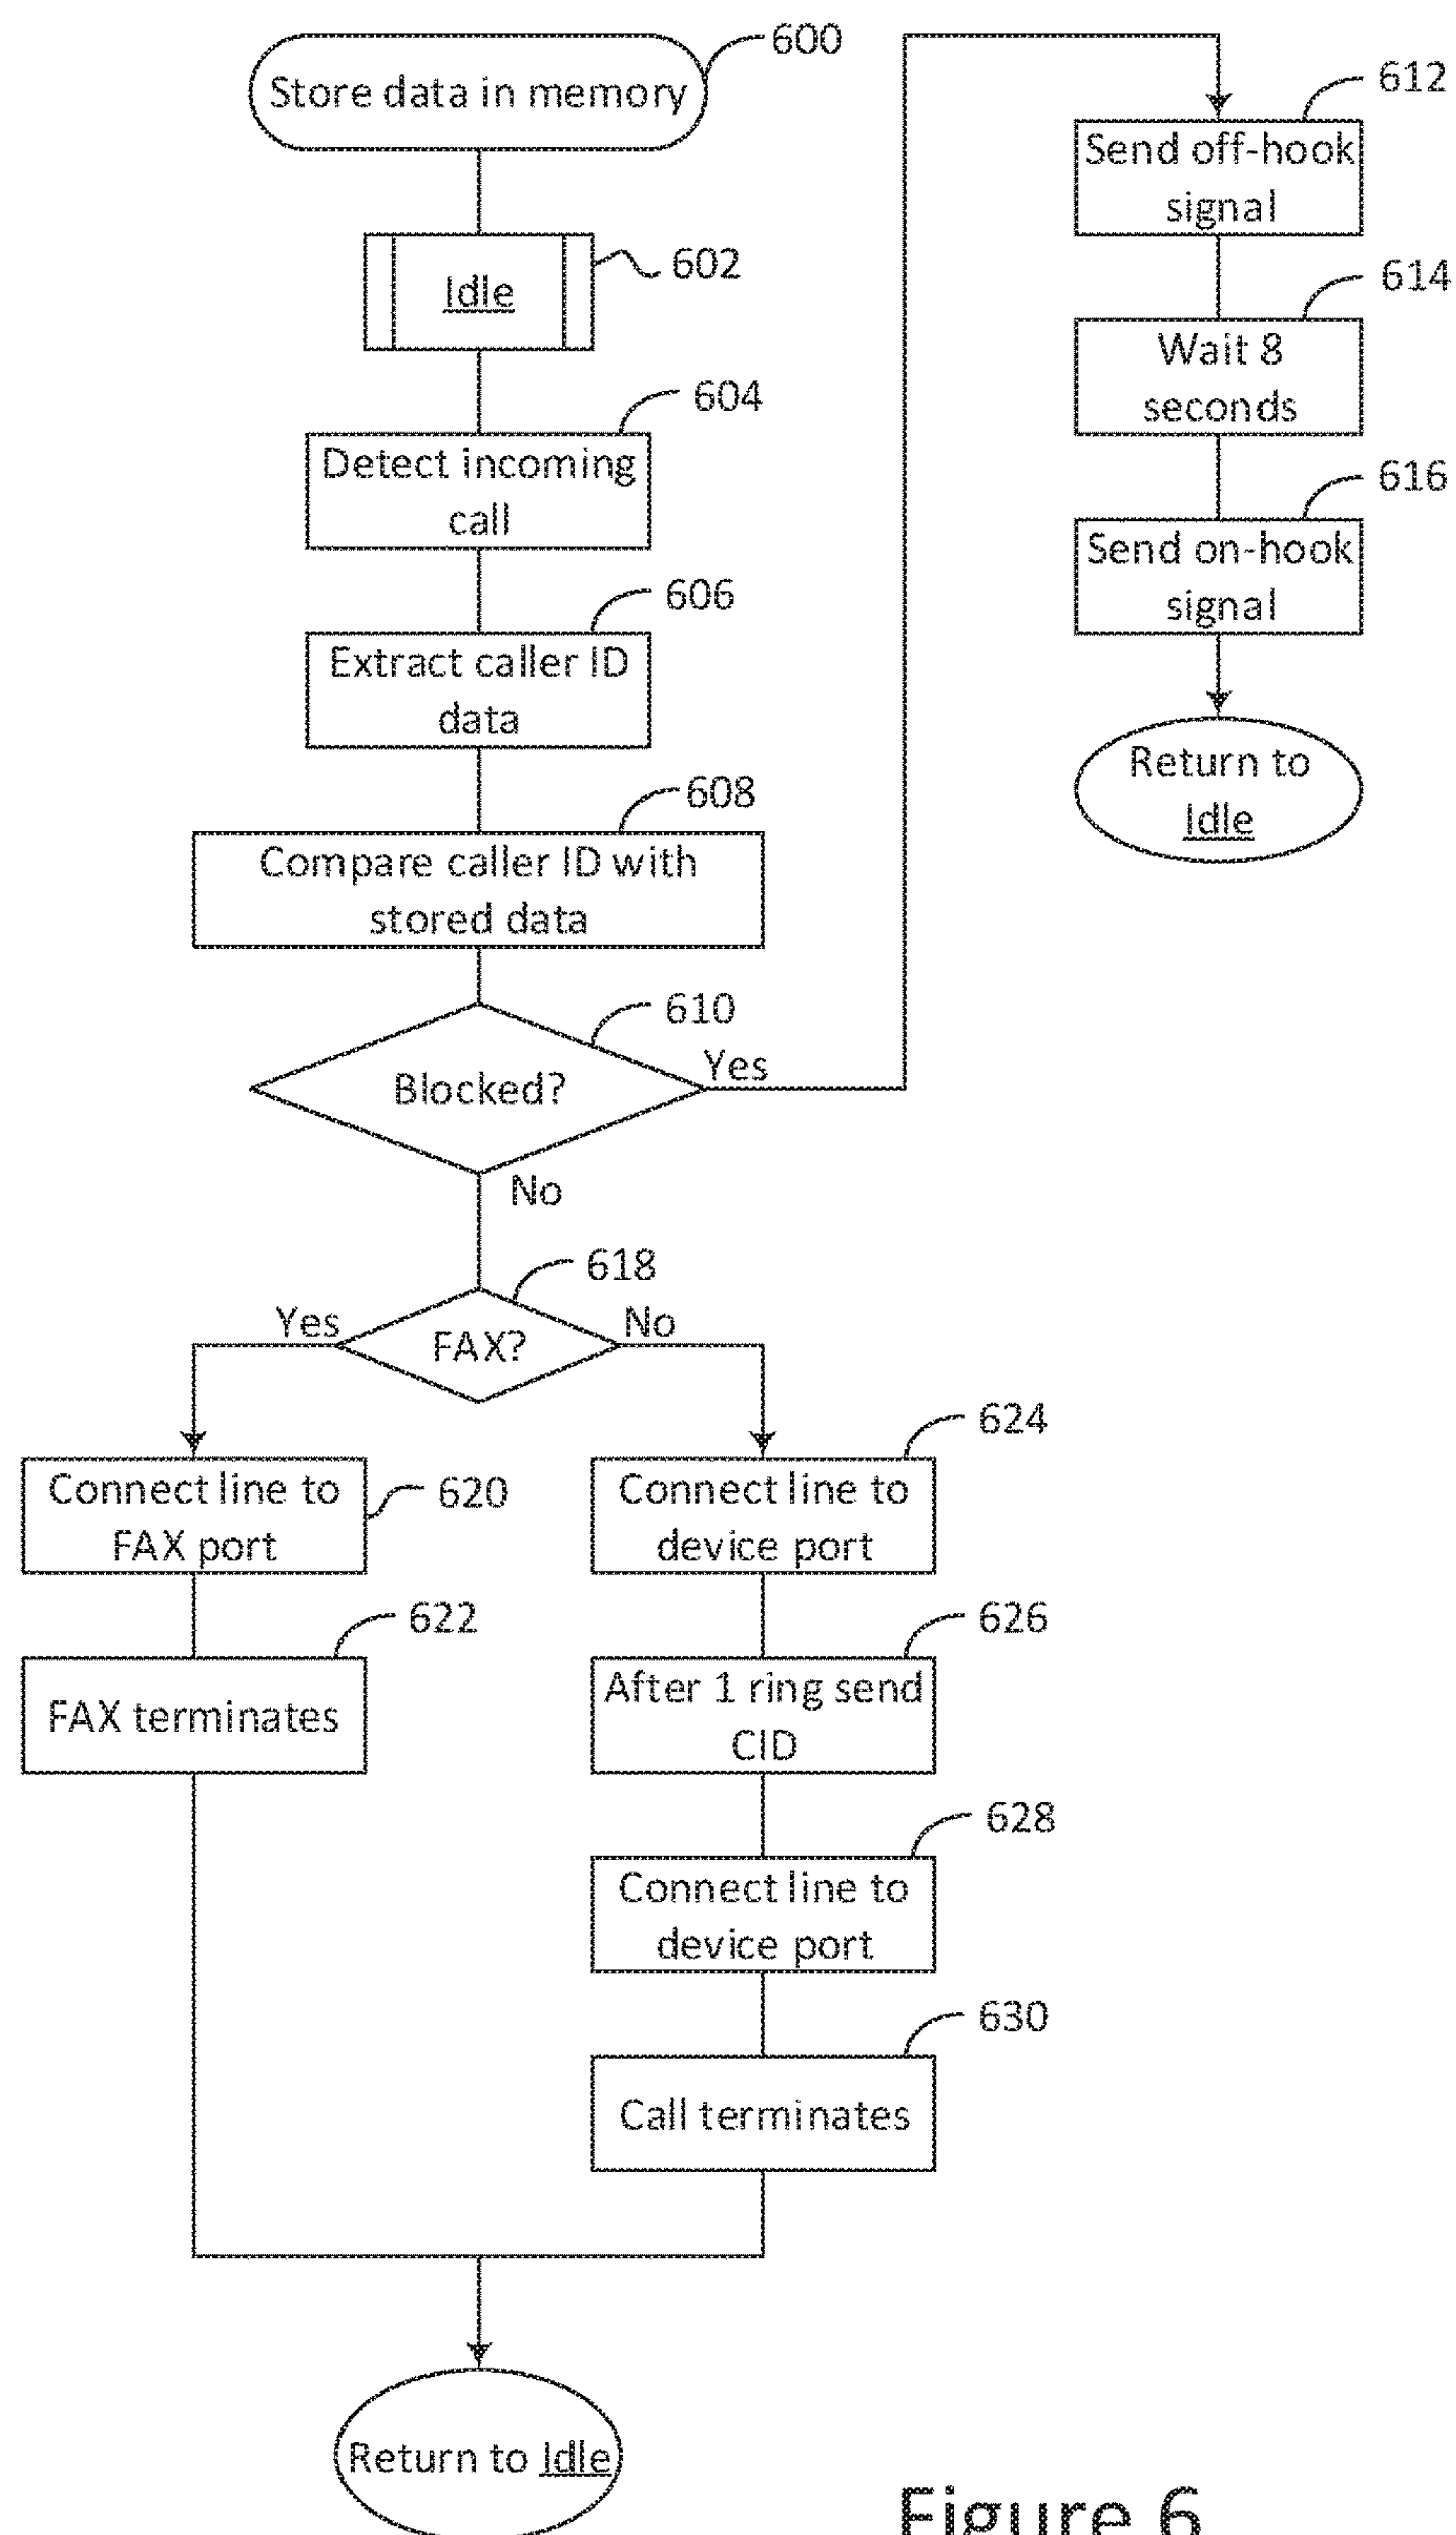 600
Store data in memory
602
Idle
604
Detect incoming
call
606
Extract caller ID
data
608
Compare caller ID with
stored data
610
Blocked?
Yes
No
612
Send off-hook
signal
614
Wait 8
seconds
616
Send on-hook
signal
Return to
Idle
618
FAX?
Yes
No
620
Connect line to
FAX port
622
FAX terminates
624
Connect line to
device port
626
After 1 ring send
CID
628
Connect line to
device port
630
Call terminates
Return to Idle
Figure 6